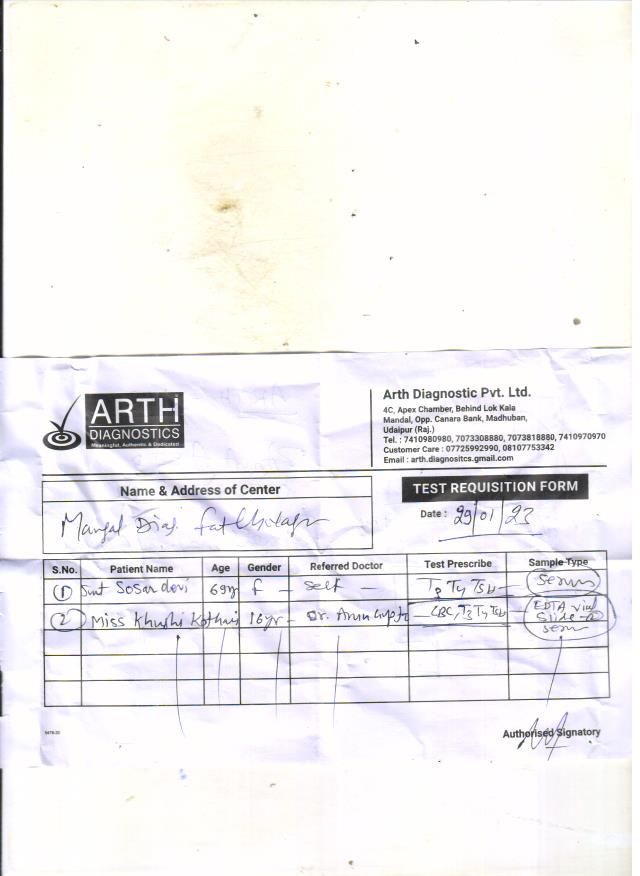 ARTH
DIAGNOSTICS
Meaningful, Authentic & Dedicated
Arth Diagnostic Pvt. Ltd.
4C, Apex Chamber, Behind Lok Kala
Mandal, Opp. Canara Bank, Madhuban,
Udaipur (Raj.)
Tel. : 7410980980, 7073308880, 7073818880, 7410970970
Customer Care : 07725992990, 08107753342
Email : arth.diagnositcs.gmail.com
Name & Address of Center
Mangal Diag.
TEST REQUISITION FORM
Date : 29/01/23
S.No. Patient Name Age Gender Referred Doctor Test Prescribe Sample Type
1 Smt Sosar devi 69yr f - Self - T3 T4 TSH - Serum
2 Miss Khushi 16yr - Dr. Arun Gupta CBC, T3 T4 TSH EDTA vial
Slide-2
serum
Authorised Signatory